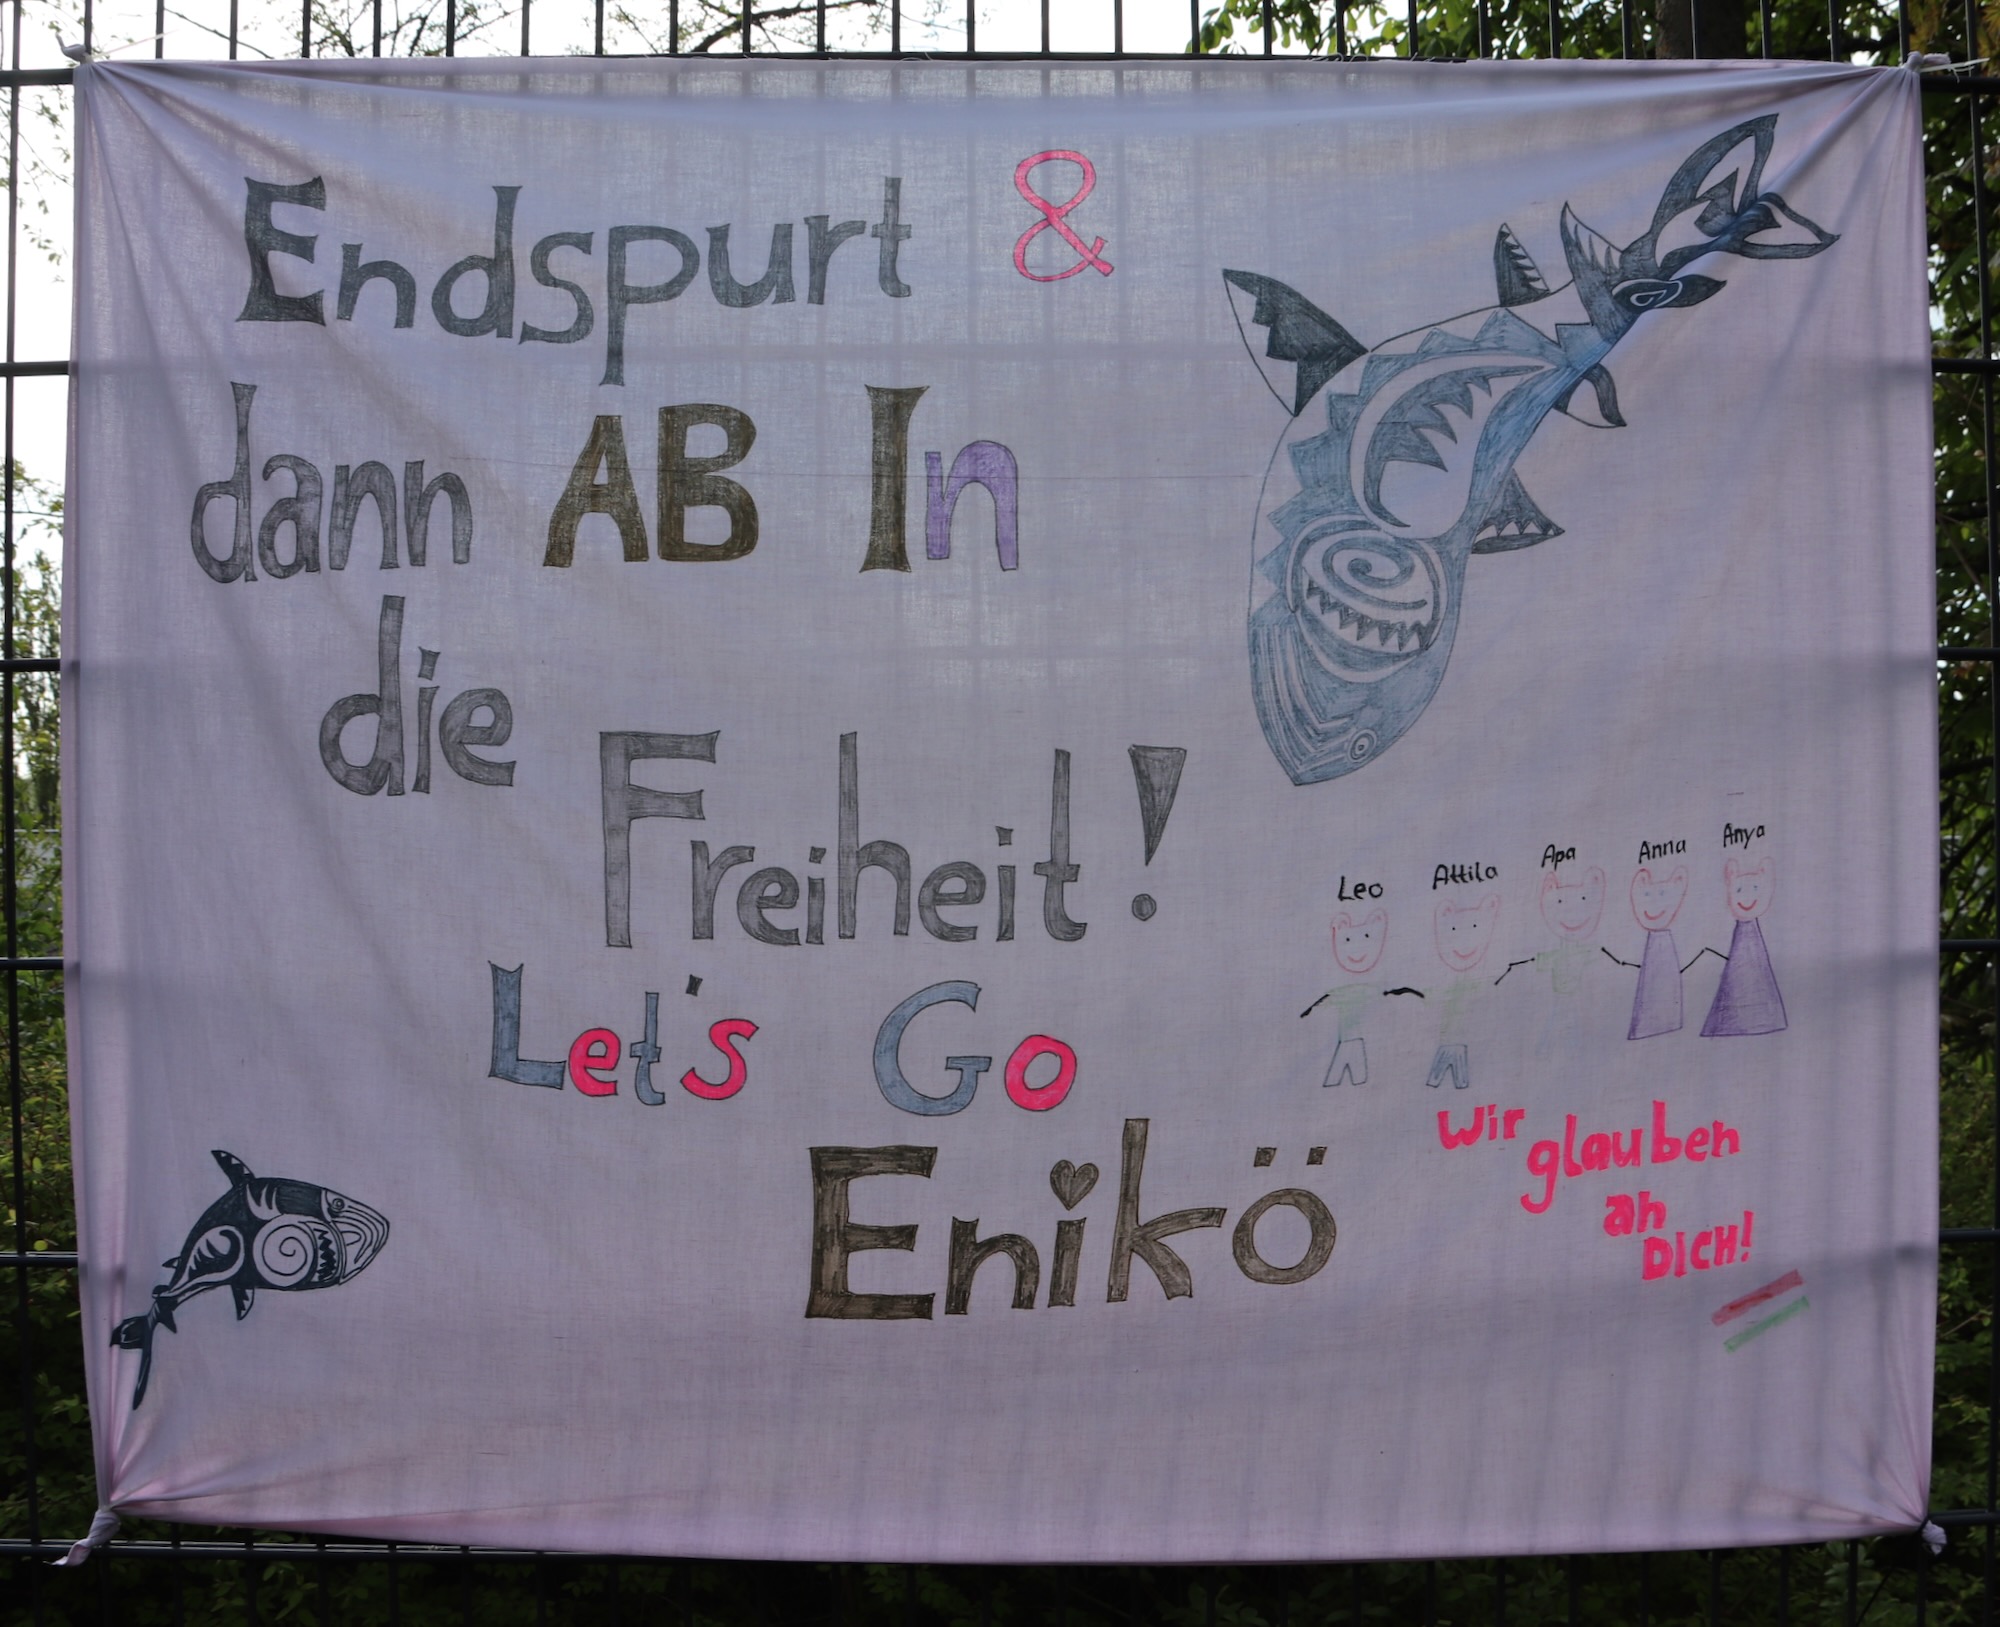 Endspurt &
dann AB In
die
Freiheit!
Let's Go
Enikö
Leo Attila Apa Anna Anya
Wir
glauben
an
DICH!